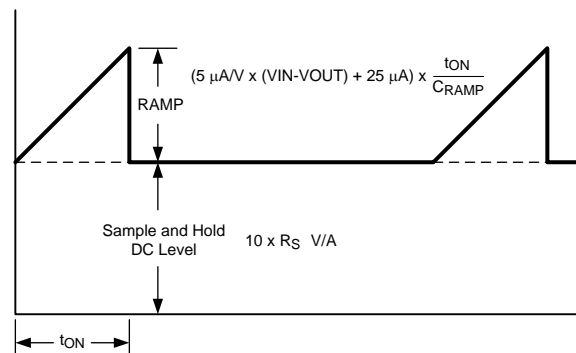 (5 μA/V x (VIN-VOUT) + 25 μA) x tON
CRAMP
RAMP
Sample and Hold
DC Level
10 x RS V/A
tON